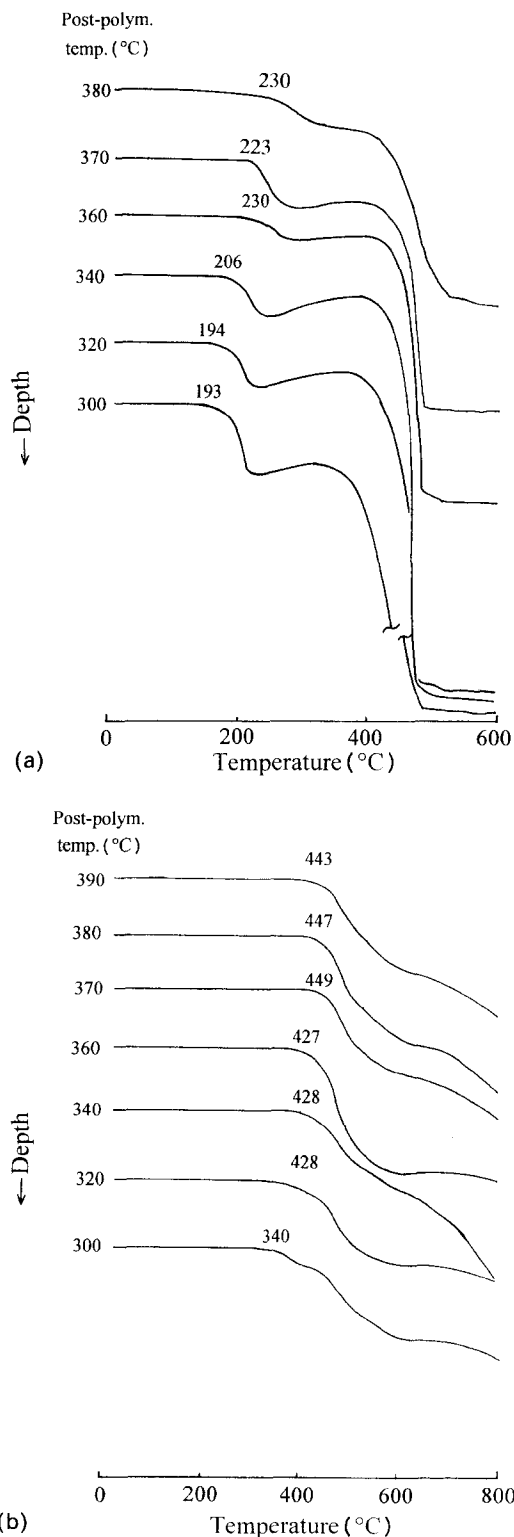 Post-polym.
temp. (°C)
380
230
370
223
360
230
340
206
320
194
300
193
← Depth
0 200 400 600
(a)
Temperature (°C)
Post-polym.
temp. (°C)
390
443
380
447
370
449
360
427
340
428
320
428
300
340
← Depth
0 200 400 600 800
(b)
Temperature (°C)